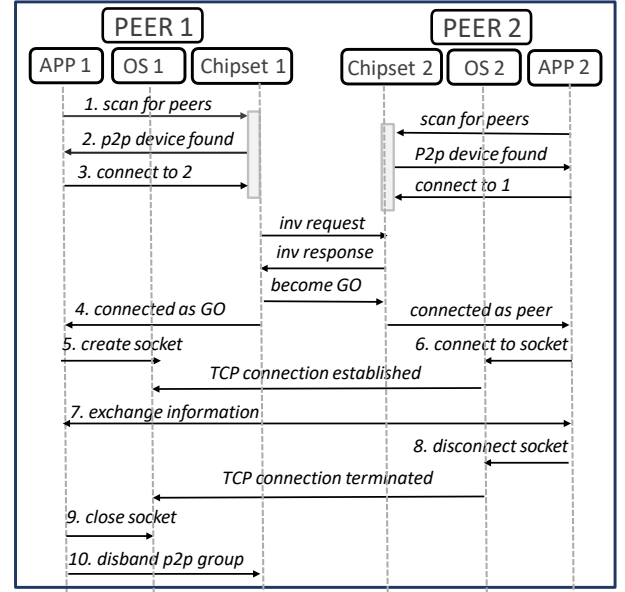 PEER 1
PEER 2
APP 1
OS 1
Chipset 1
Chipset 2
OS 2
APP 2
1. scan for peers
scan for peers
2. p2p device found
P2p device found
3. connect to 2
connect to 1
inv request
inv response
become GO
4. connected as GO
connected as peer
5. create socket
6. connect to socket
TCP connection established
7. exchange information
8. disconnect socket
TCP connection terminated
9. close socket
10. disband p2p group